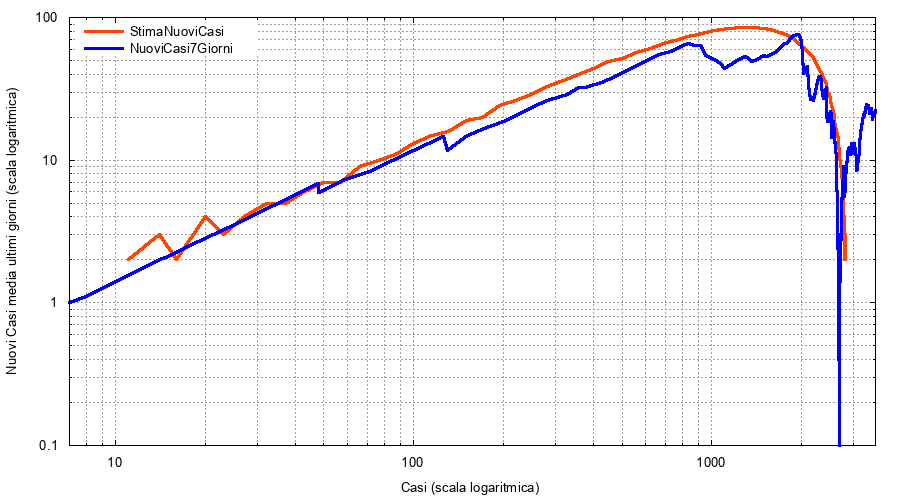 100
StimaNuoviCasi
NuoviCasi7Giorni
10
1
0.1
10
100
1000
Nuovi Casi media ultimi giorni (scala logaritmica)
Casi (scala logaritmica)